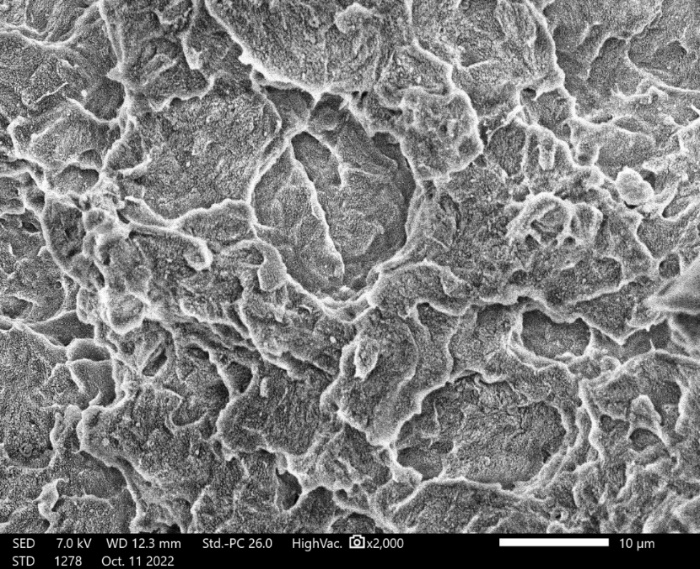 SED 7.0 kV WD 12.3 mm Std.-PC 26.0 HighVac. x2,000 10 µm
STD 1278 Oct. 11 2022